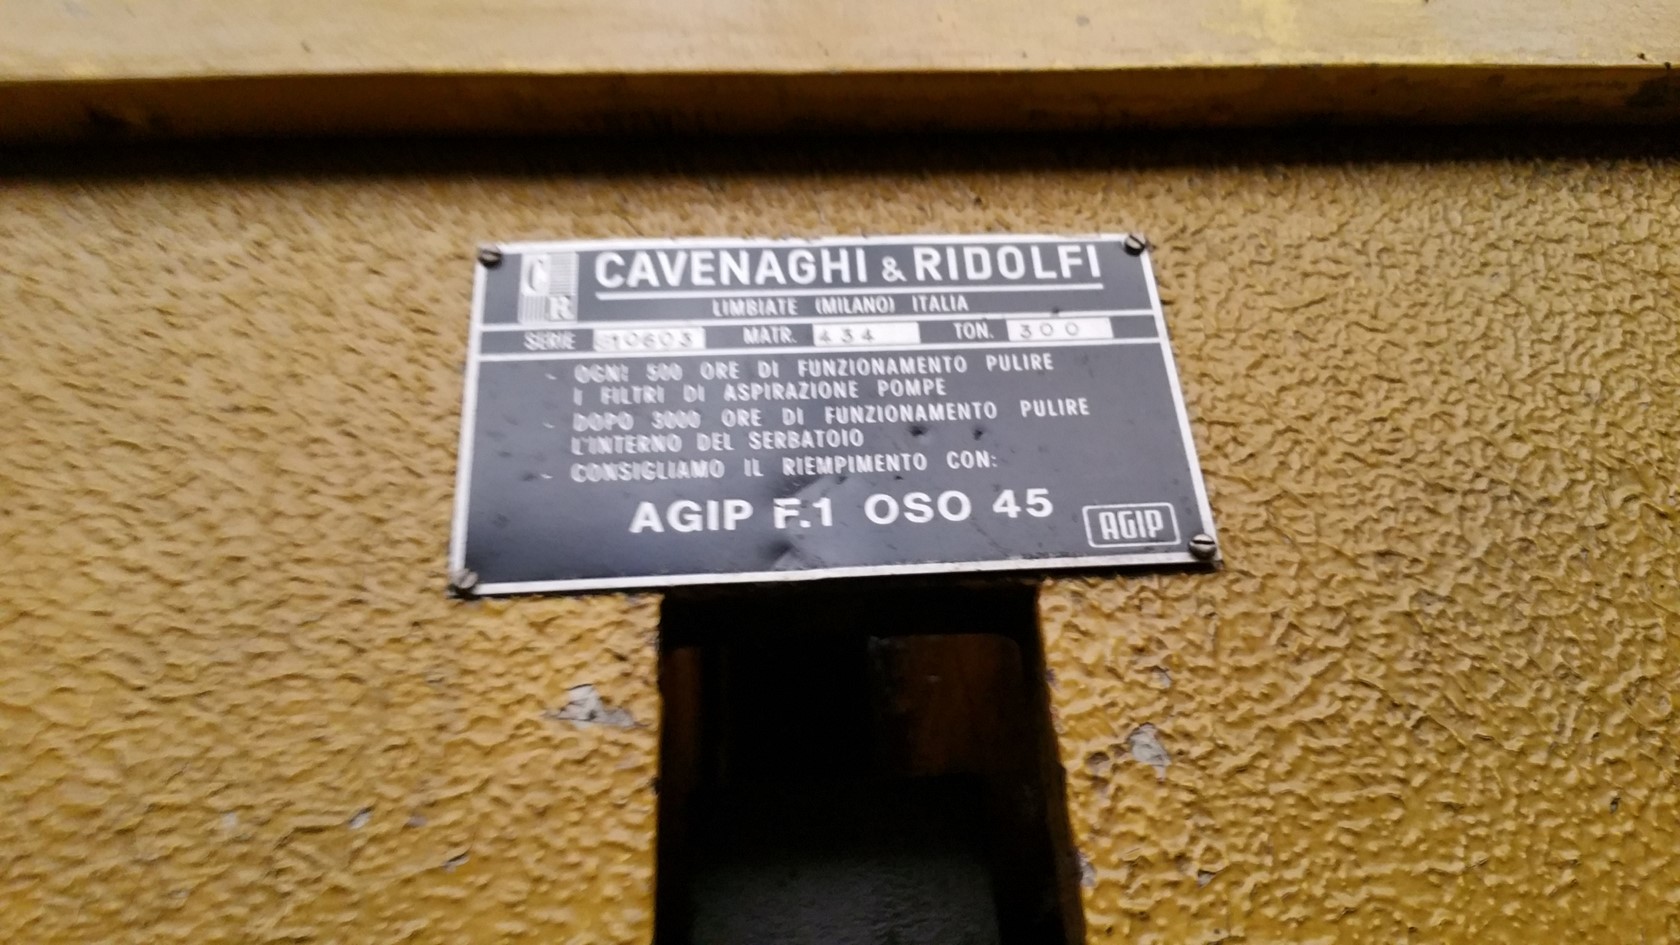 CR
CAVENAGHI & RIDOLFI
LIMBIATE (MILANO) ITALIA
SERIE 10603 MATR. 434 TON. 300
- OGNI 500 ORE DI FUNZIONAMENTO PULIRE
I FILTRI DI ASPIRAZIONE POMPE
- DOPO 3000 ORE DI FUNZIONAMENTO PULIRE
L'INTERNO DEL SERBATOIO
- CONSIGLIAMO IL RIEMPIMENTO CON:
AGIP F.1 OSO 45
AGIP